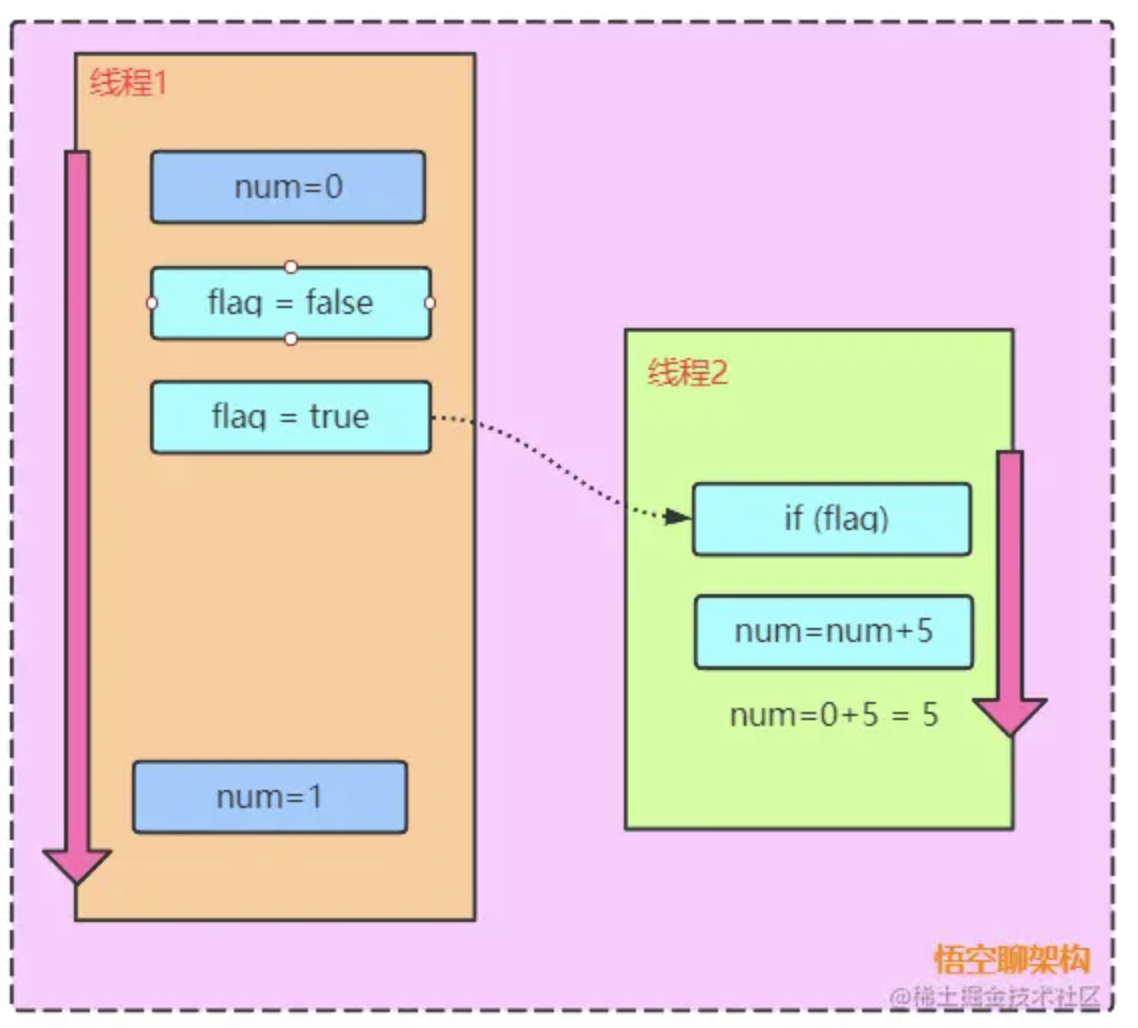 线程1
num=0
flag = false
flag = true
num=1
线程2
if (flag)
num=num+5
num=0+5 = 5
悟空聊架构
@稀土掘金技术社区